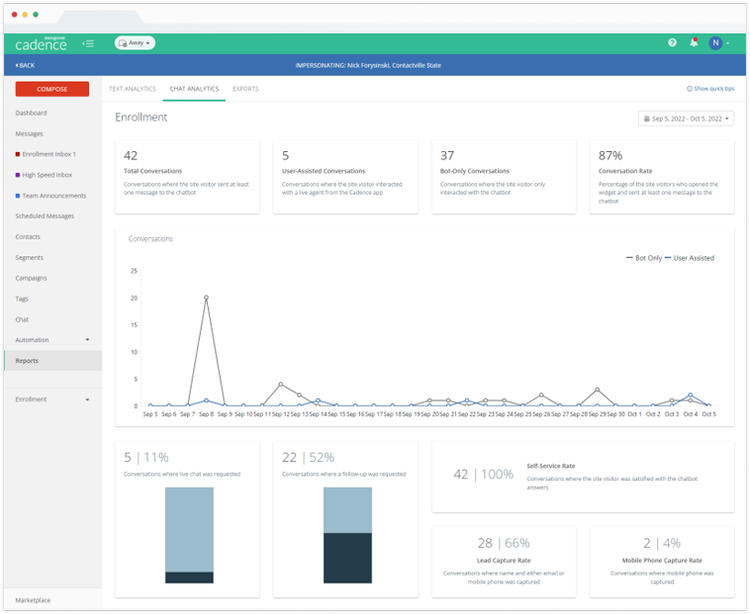 mongoose
cadence
Away
N
BACK
IMPERSONATING: Nick Forysinski, Contactville State
COMPOSE
Dashboard
Messages
Enrollment Inbox 1
High Speed Inbox
Team Announcements
Scheduled Messages
Contacts
Segments
Campaigns
Tags
Chat
Automation
Reports
Enrollment
Marketplace
TEXT ANALYTICS CHAT ANALYTICS EXPORTS
Show quick tips
Enrollment
Sep 5, 2022 - Oct 5, 2022
42
Total Conversations
Conversations where the site visitor sent at least
one message to the chatbot
5
User-Assisted Conversations
Conversations where the site visitor interacted
with a live agent from the Cadence app
37
Bot-Only Conversations
Conversations where the site visitor only
interacted with the chatbot
87%
Conversation Rate
Percentage of the site visitors who opened the
widget and sent at least one message to the
chatbot
Conversations
Bot Only User Assisted
25
20
15
10
5
0
Sep 5 Sep 6 Sep 7 Sep 8 Sep 9 Sep 10 Sep 11 Sep 12 Sep 13 Sep 14 Sep 15 Sep 16 Sep 17 Sep 18 Sep 19 Sep 20 Sep 21 Sep 22 Sep 23 Sep 24 Sep 25 Sep 26 Sep 27 Sep 28 Sep 29 Sep 30 Oct 1 Oct 2 Oct 3 Oct 4 Oct 5
5 | 11%
Conversations where live chat was requested
22 | 52%
Conversations where a follow-up was requested
42 | 100%
Self-Service Rate
Conversations where the site visitor was satisfied with the chatbot
answers
28 | 66%
Lead Capture Rate
Conversations where name and either email or
mobile phone was captured
2 | 4%
Mobile Phone Capture Rate
Conversations where mobile phone was
captured